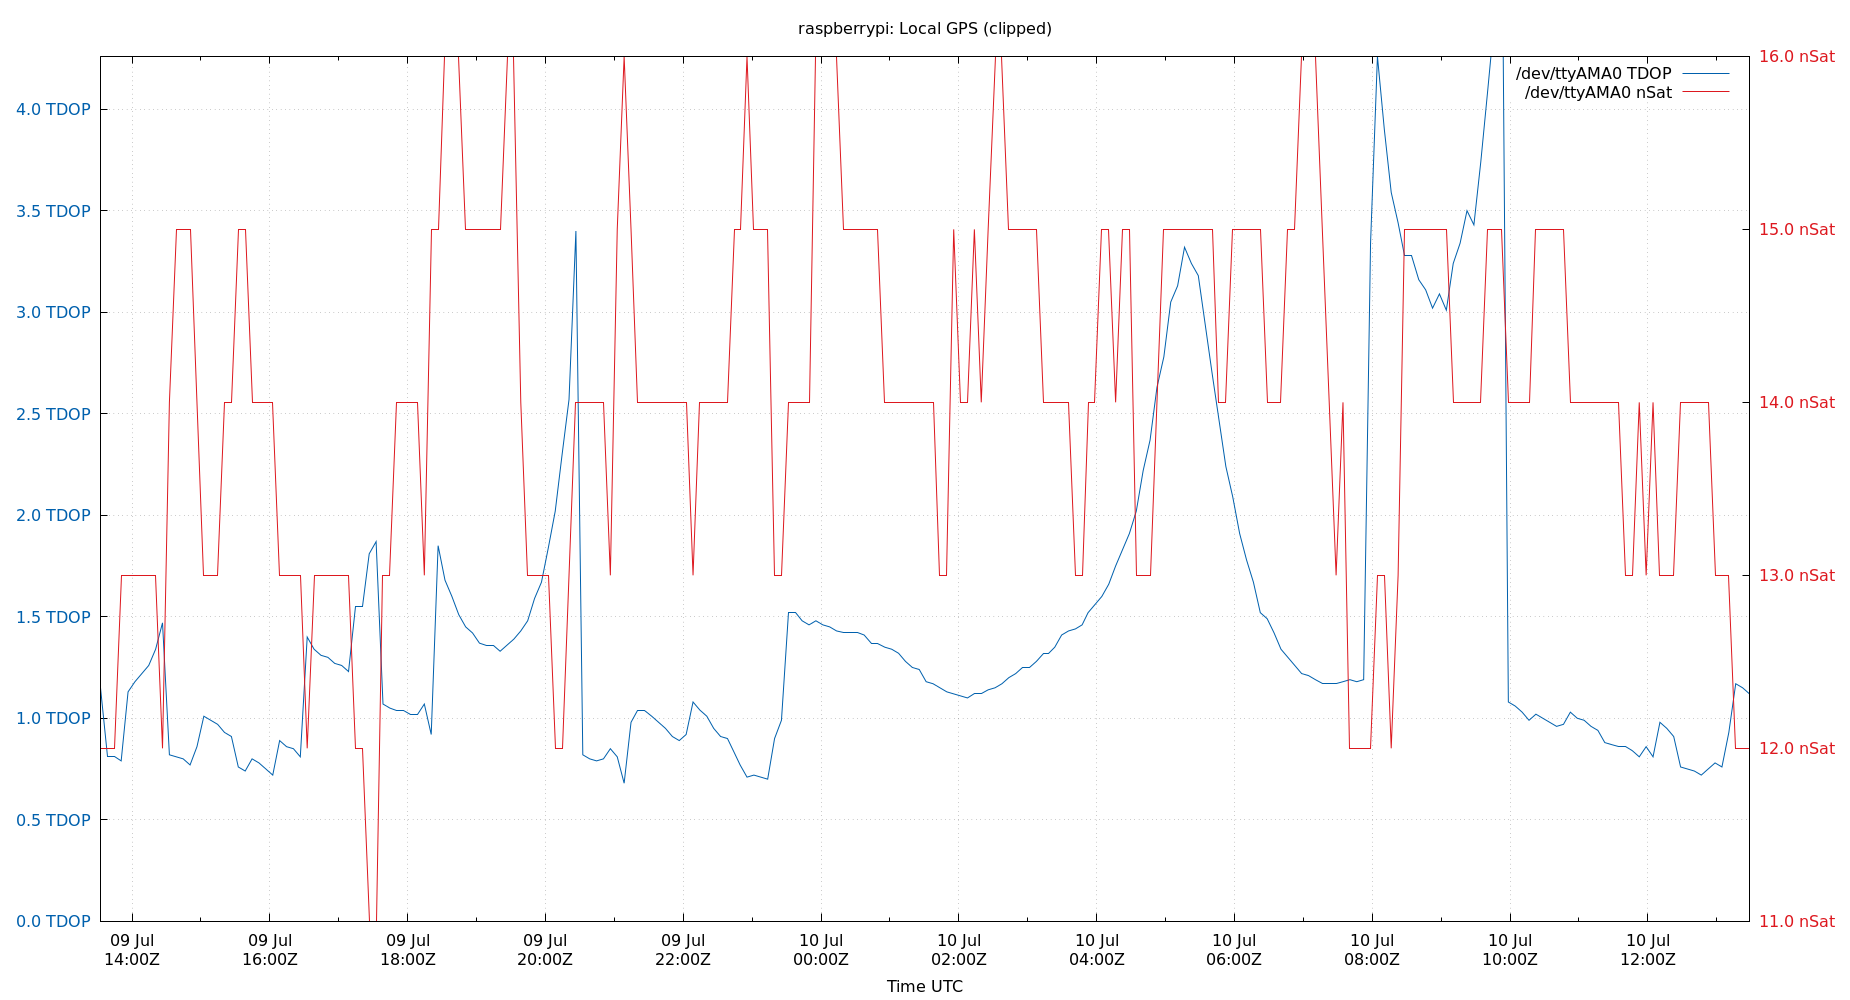 raspberrypi: Local GPS (clipped)
16.0 nSat
/dev/ttyAMA0 TDOP
/dev/ttyAMA0 nSat
4.0 TDOP
3.5 TDOP
15.0 nSat
3.0 TDOP
14.0 nSat
2.5 TDOP
2.0 TDOP
13.0 nSat
1.5 TDOP
1.0 TDOP
12.0 nSat
0.5 TDOP
0.0 TDOP
11.0 nSat
09 Jul 09 Jul 09 Jul 09 Jul 09 Jul 10 Jul 10 Jul 10 Jul 10 Jul 10 Jul 10 Jul 10 Jul
14:00Z 16:00Z 18:00Z 20:00Z 22:00Z 00:00Z 02:00Z 04:00Z 06:00Z 08:00Z 10:00Z 12:00Z
Time UTC